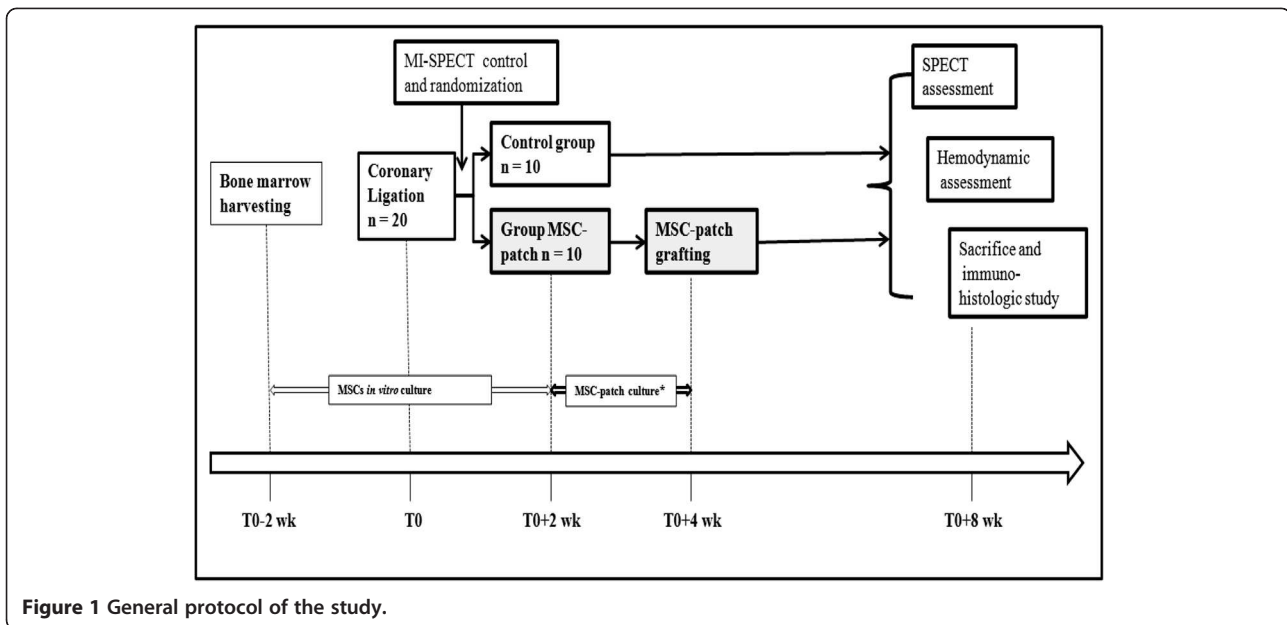 MI-SPECT control
and randomization
SPECT
assessment
Control group
n = 10
Coronary
Ligation
n = 20
Bone marrow
harvesting
Hemodynamic
assessment
Group MSC-
patch n = 10
MSC-patch
grafting
Sacrifice and
immuno-
histologic study
MSCs in vitro culture
MSC-patch culture*
T0-2 wk
T0
T0+2 wk
T0+4 wk
T0+8 wk
Figure 1 General protocol of the study.